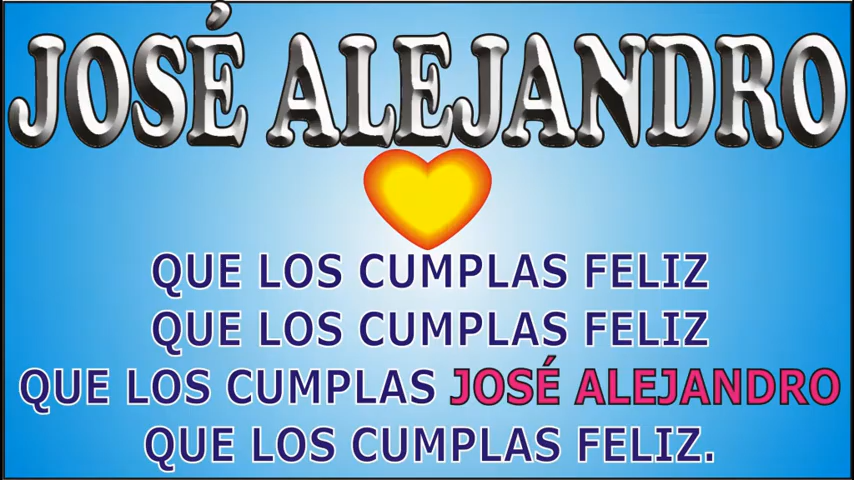 JOSÉ ALEJANDRO
QUE LOS CUMPLAS FELIZ
QUE LOS CUMPLAS FELIZ
QUE LOS CUMPLAS JOSÉ ALEJANDRO
QUE LOS CUMPLAS FELIZ.